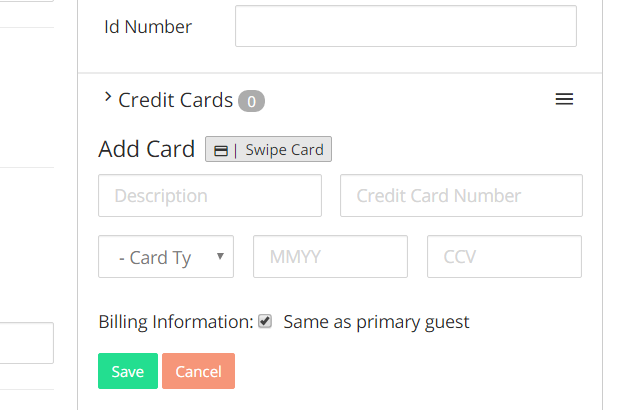 Id Number
Credit Cards 0
Add Card | Swipe Card
Description Credit Card Number
- Card Ty MMYY CCV
Billing Information: Same as primary guest
Save Cancel